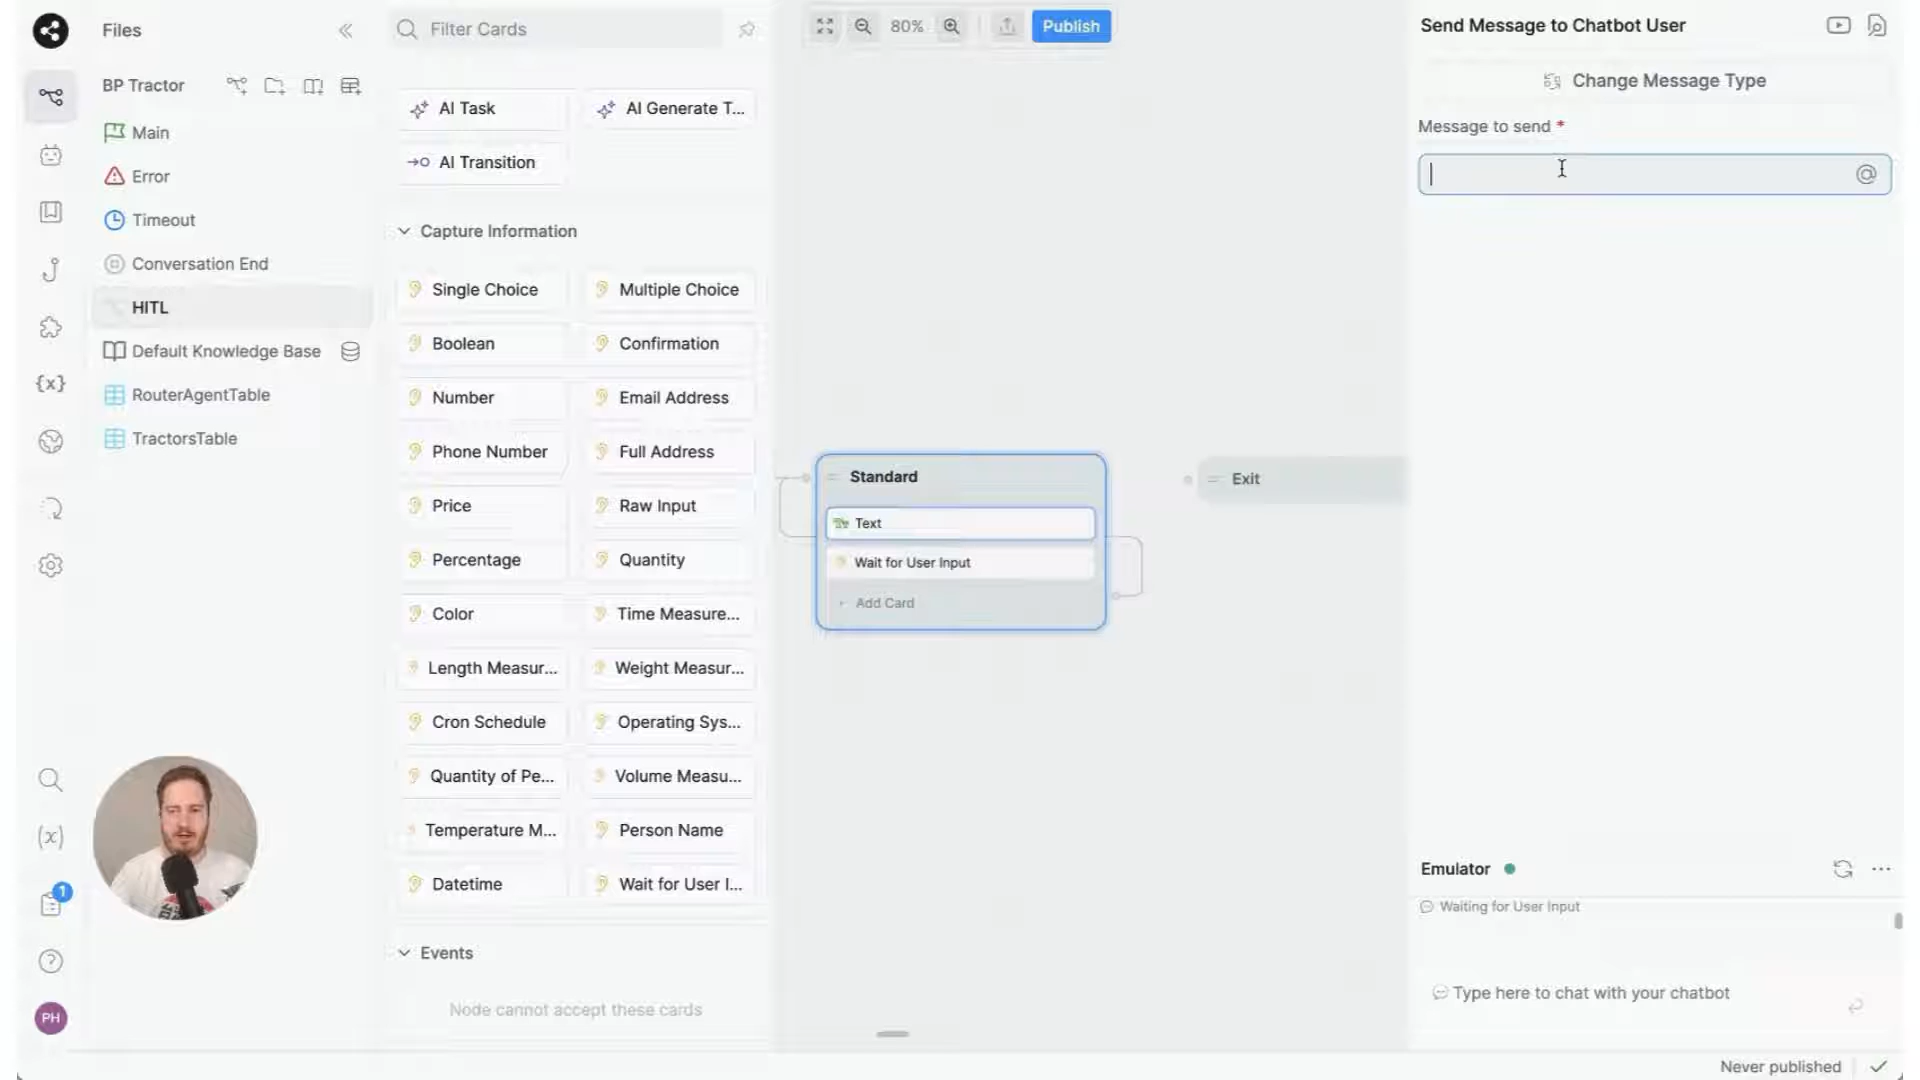 Files
BP Tractor
Main
Error
Timeout
Conversation End
HITL
Default Knowledge Base
RouterAgentTable
TractorsTable
{x}
(x)
1
PH
Filter Cards
AI Task
AI Generate T...
AI Transition
Capture Information
Single Choice
Multiple Choice
Boolean
Confirmation
Number
Email Address
Phone Number
Full Address
Price
Raw Input
Percentage
Quantity
Color
Time Measure...
Length Measur...
Weight Measur...
Cron Schedule
Operating Sys...
Quantity of Pe...
Volume Measu...
Temperature M...
Person Name
Datetime
Wait for User I...
Events
Node cannot accept these cards
80%
Publish
Standard
Text
Wait for User Input
Add Card
Exit
Send Message to Chatbot User
Change Message Type
Message to send *
@
Emulator
Waiting for User Input
Type here to chat with your chatbot
Never published